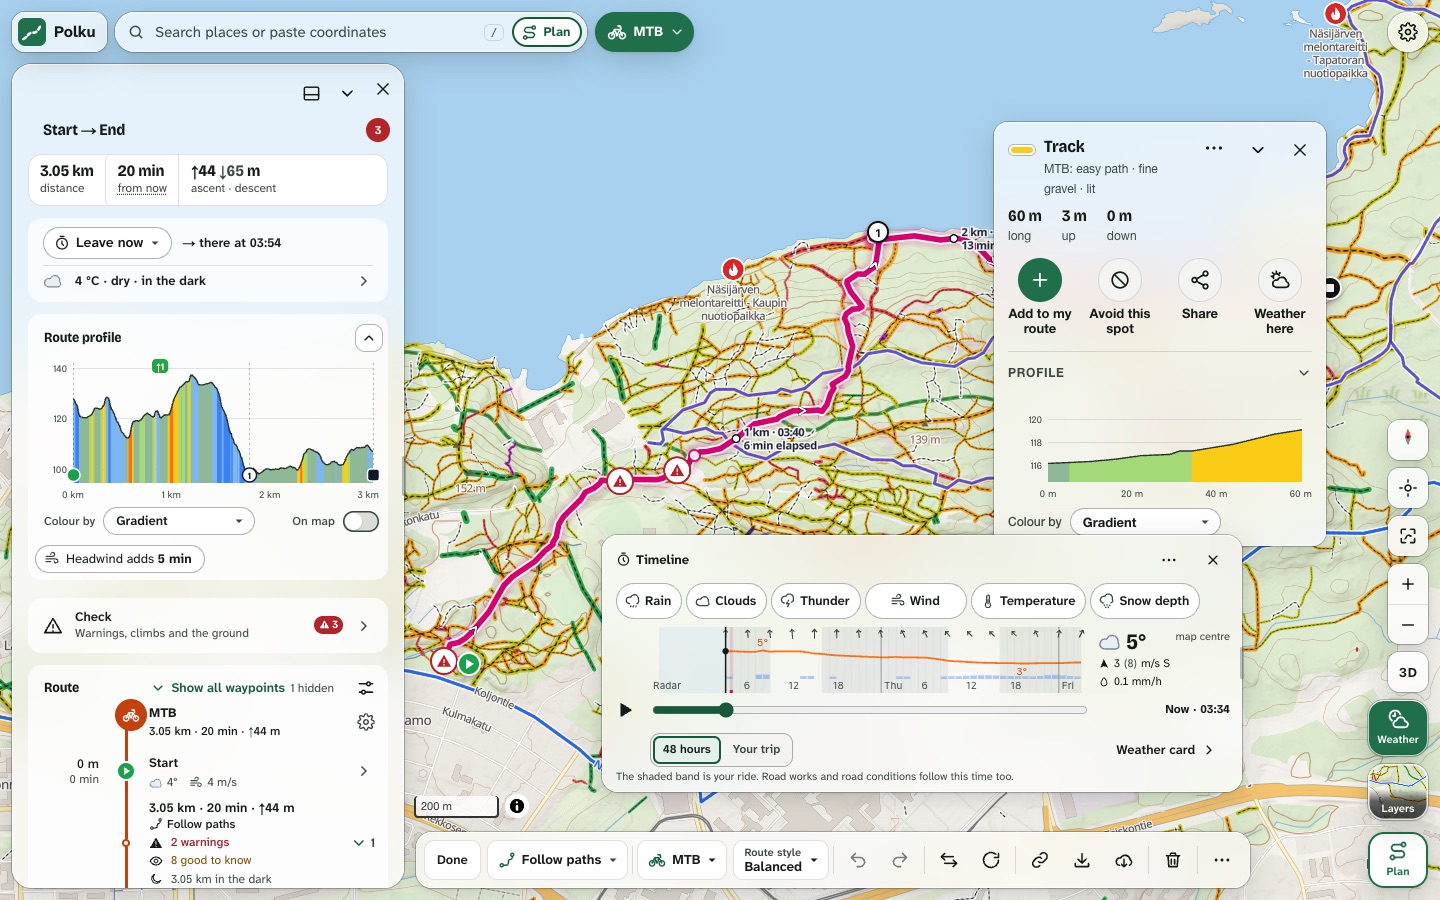 Polku
Search places or paste coordinates
/
Plan
MTB
Start → End
3
3.05 km
distance
20 min
from now
↑44 ↓65 m
ascent · descent
Leave now
→ there at 03:54
4 °C · dry · in the dark
Route profile
140
120
100
↑1
1
0 km
1 km
2 km
3 km
Colour by
Gradient
On map
Headwind adds 5 min
Check
Warnings, climbs and the ground
3
Route
Show all waypoints
1 hidden
MTB
3.05 km · 20 min · ↑44 m
0 m
0 min
Start
4°
4 m/s
3.05 km · 20 min · ↑44 m
Follow paths
2 warnings
1
8 good to know
3.05 km in the dark
Näsijärven
melontareitti
- Tapatoran
nuotiopaikka
Näsijärven
melontareitti - Kaupin
nuotiopaikka
1
2 km ·
13 min
1 km · 03:40
6 min elapsed
139 m
152 m
Koljontie
Kulmakatu
200 m
Track
MTB: easy path · fine
gravel · lit
60 m
long
3 m
up
0 m
down
Add to my
route
Avoid this
spot
Share
Weather
here
PROFILE
120
118
116
0 m
20 m
40 m
60 m
Colour by
Gradient
Timeline
Rain
Clouds
Thunder
Wind
Temperature
Snow depth
5°
3°
Radar
6
12
18
Thu
6
12
18
Fri
5°
map centre
3 (8) m/s S
0.1 mm/h
Now · 03:34
48 hours
Your trip
Weather card
The shaded band is your ride. Road works and road conditions follow this time too.
3D
Weather
Layers
Plan
Done
Follow paths
MTB
Route style
Balanced